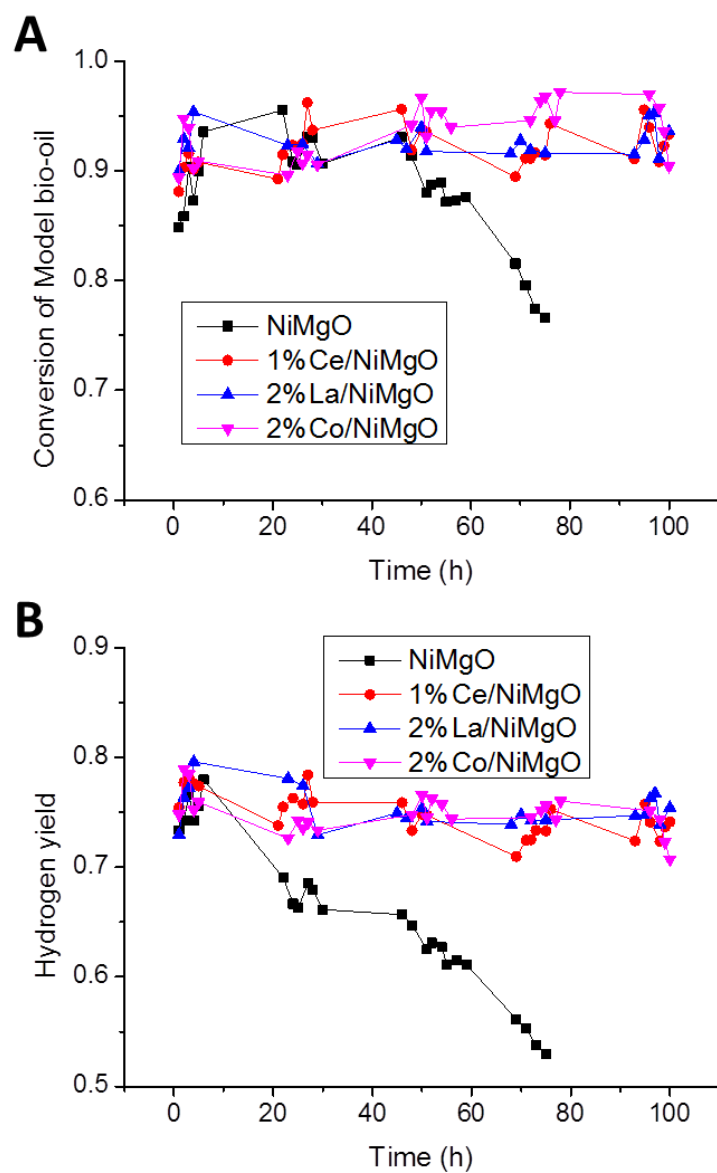 A
1.0
0.9
0.8
0.7
0.6
Conversion of Model bio-oil
NiMgO
1% Ce/NiMgO
2% La/NiMgO
2% Co/NiMgO
0 20 40 60 80 100
Time (h)
B
0.9
0.8
0.7
0.6
0.5
Hydrogen yield
NiMgO
1% Ce/NiMgO
2% La/NiMgO
2% Co/NiMgO
0 20 40 60 80 100
Time (h)